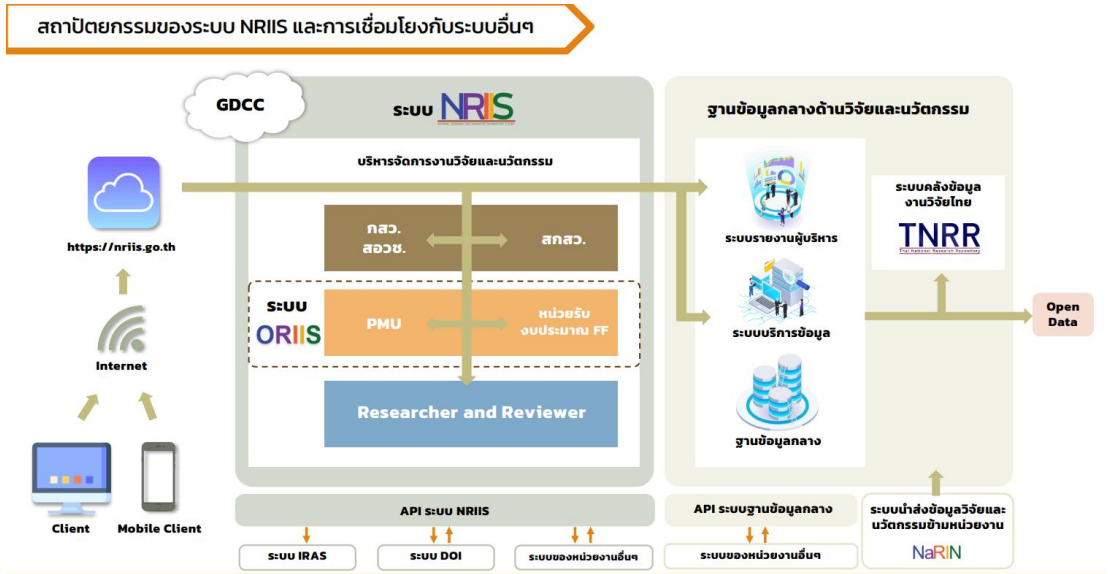 สถาปัตยกรรมของระบบ NRIIS และการเชื่อมโยงกับระบบอื่นๆ
GDCC
ระบบ NRIIS
บริหารจัดการงานวิจัยและนวัตกรรม
https://nriis.go.th
Internet
Client
Mobile Client
กสว.
สอวช.
สกสว.
ระบบ
ORIIS
PMU
หน่วยรับ
งบประมาณ FF
Researcher and Reviewer
ฐานข้อมูลกลางด้านวิจัยและนวัตกรรม
ระบบรายงานผู้บริหาร
ระบบบริการข้อมูล
ฐานข้อมูลกลาง
ระบบคลังข้อมูล
งานวิจัยไทย
TNRR
Thai National Research Repository
Open
Data
API ระบบ NRIIS
ระบบ IRAS
ระบบ DOI
ระบบของหน่วยงานอื่นๆ
API ระบบฐานข้อมูลกลาง
ระบบของหน่วยงานอื่นๆ
ระบบนำส่งข้อมูลวิจัยและ
นวัตกรรมข้ามหน่วยงาน
NaRIN